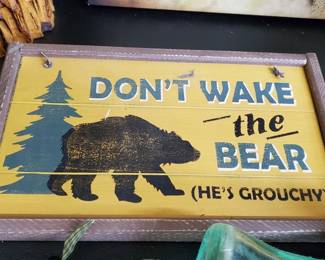 DON'T WAKE
the
BEAR
(HE'S GROUCHY